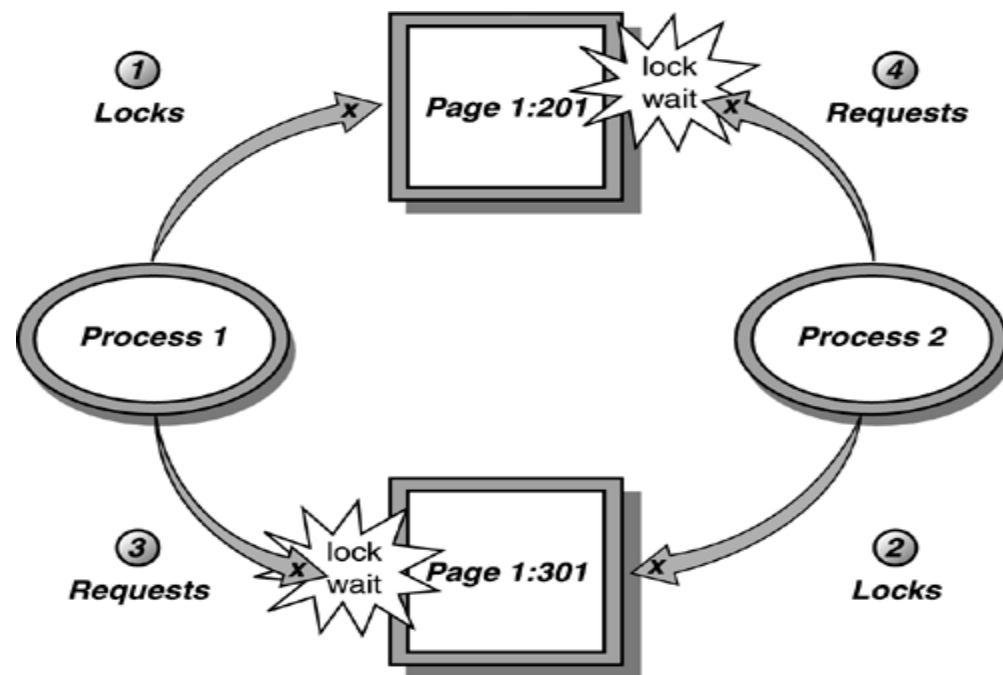 1
Locks
x
Page 1:201
lock
wait
x
4
Requests
Process 1
Process 2
3
Requests
x
lock
wait
Page 1:301
x
2
Locks